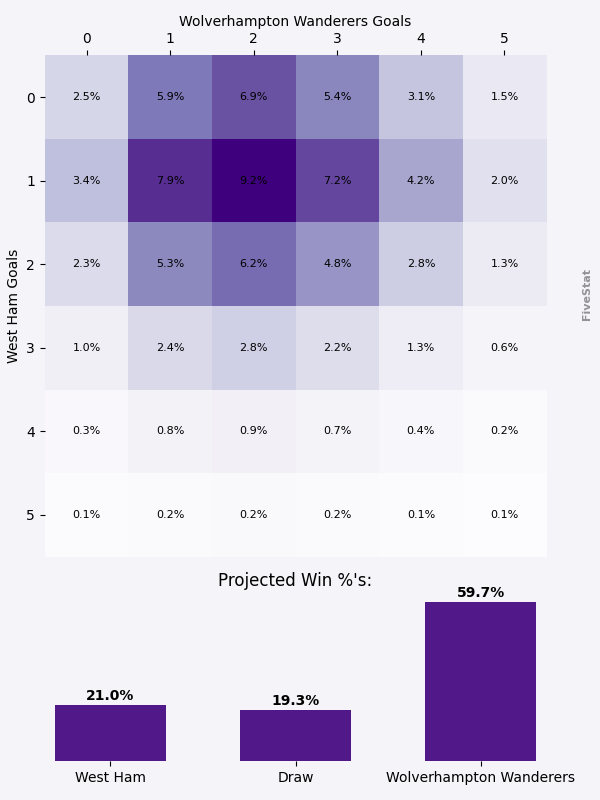 Wolverhampton Wanderers Goals
0 1 2 3 4 5
0 2.5% 5.9% 6.9% 5.4% 3.1% 1.5%
1 3.4% 7.9% 9.2% 7.2% 4.2% 2.0%
2 2.3% 5.3% 6.2% 4.8% 2.8% 1.3%
3 1.0% 2.4% 2.8% 2.2% 1.3% 0.6%
4 0.3% 0.8% 0.9% 0.7% 0.4% 0.2%
5 0.1% 0.2% 0.2% 0.2% 0.1% 0.1%
West Ham Goals
FiveStat
Projected Win %'s:
21.0% 19.3% 59.7%
West Ham Draw Wolverhampton Wanderers